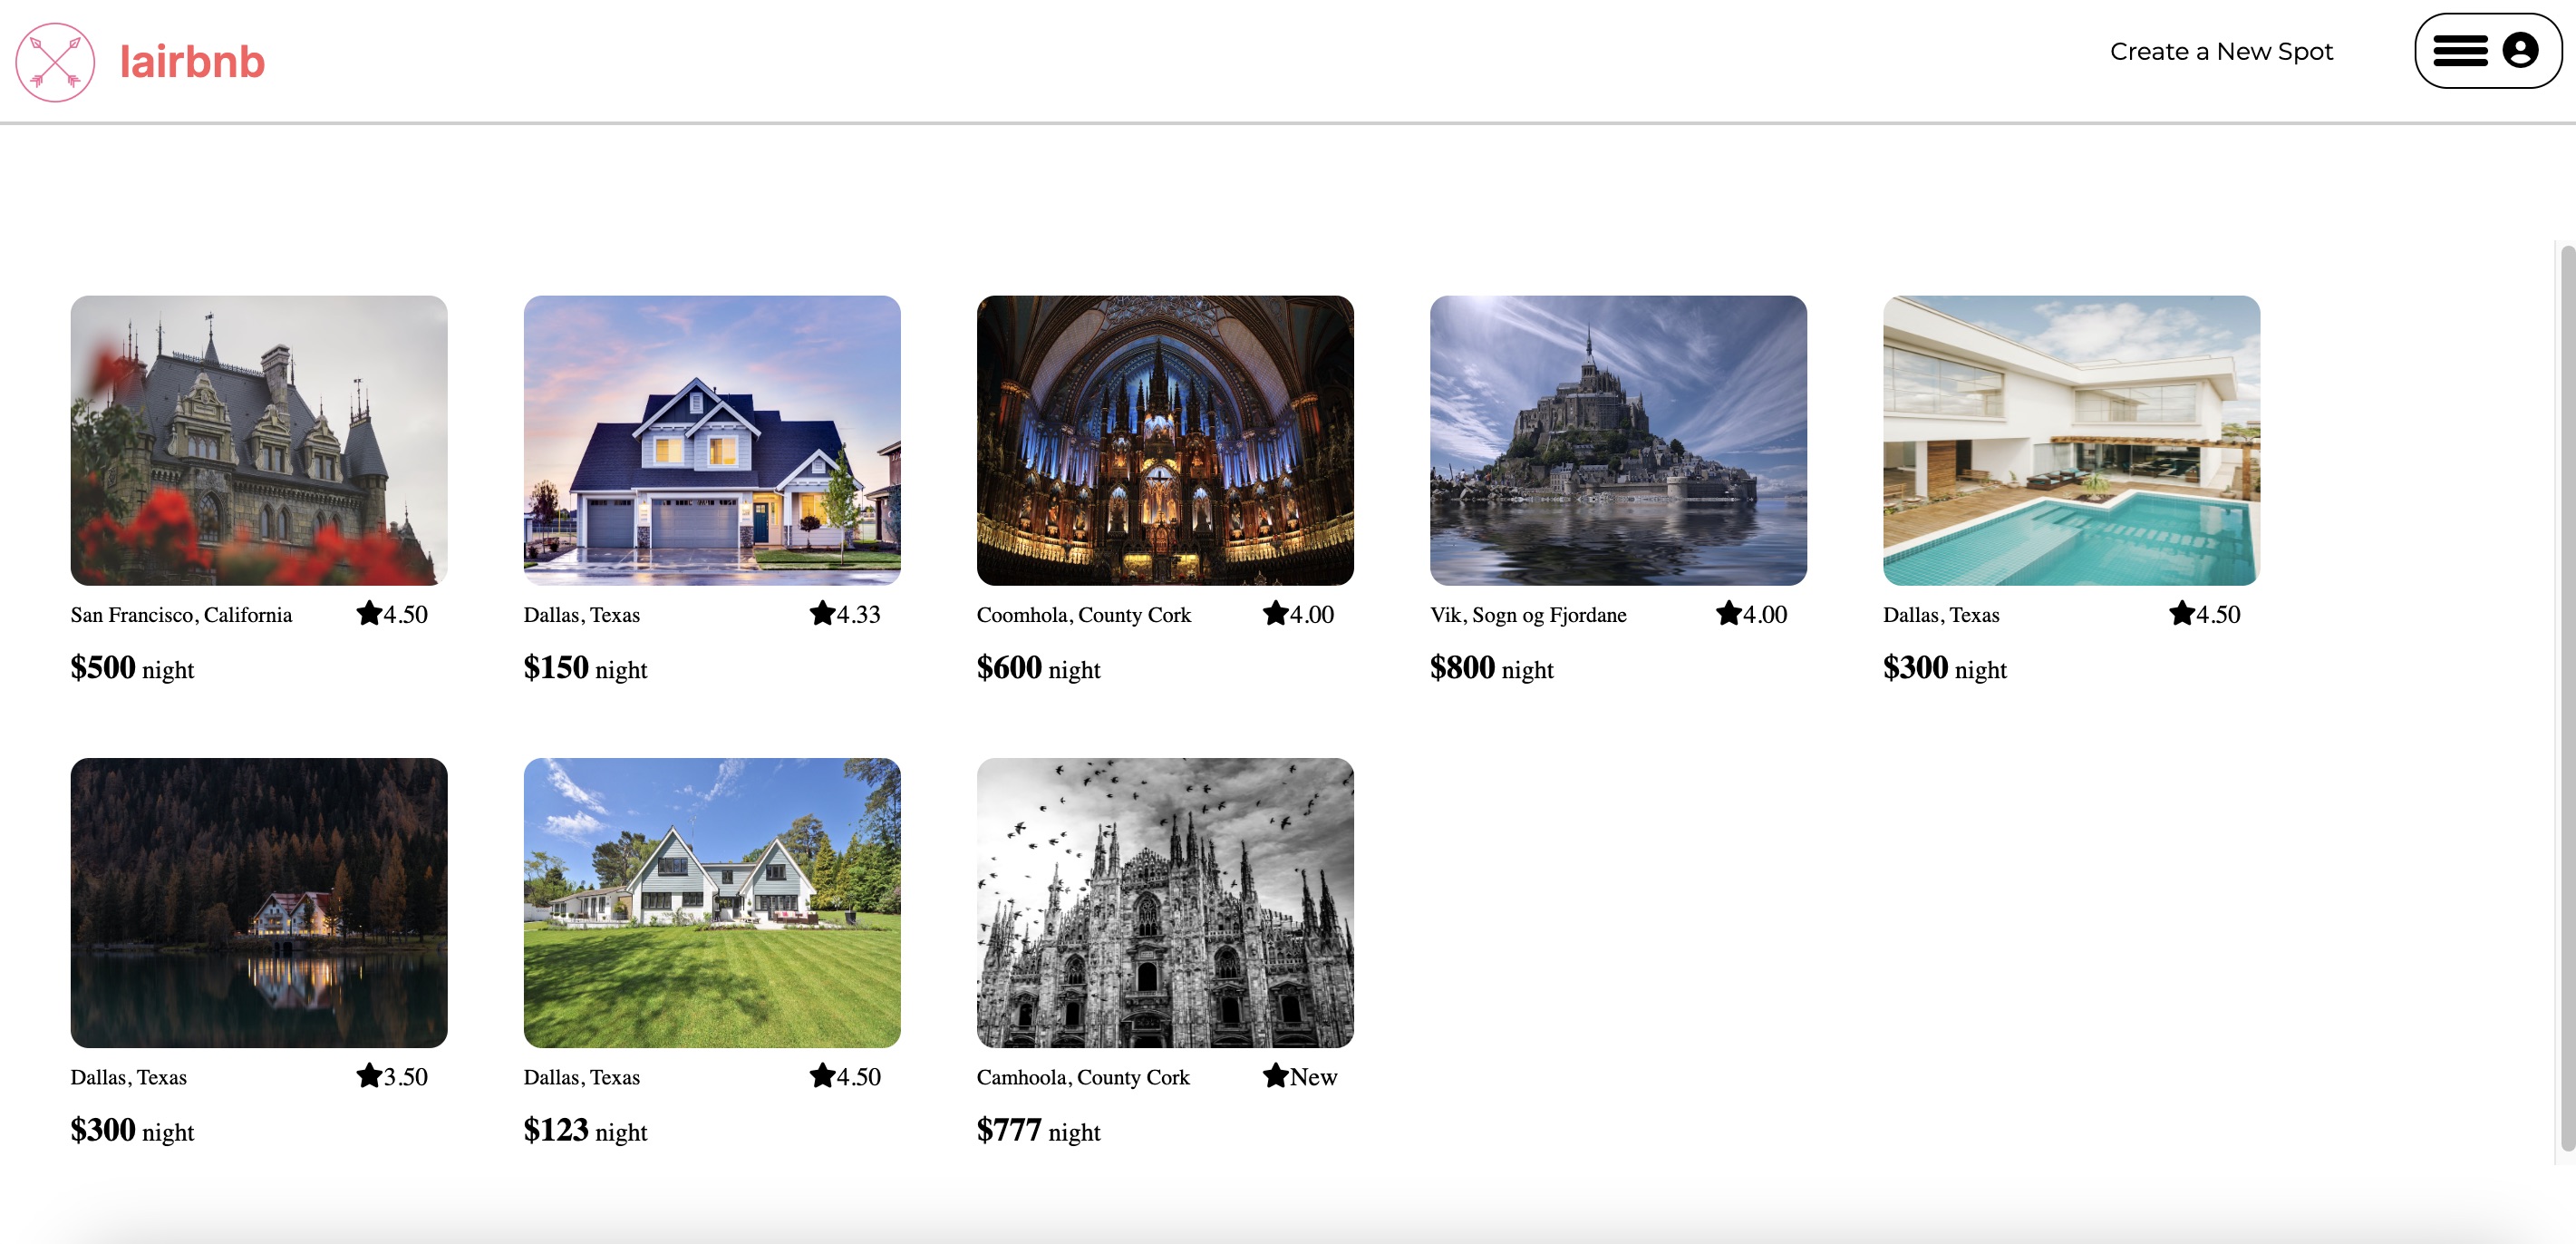 lairbnb
Create a New Spot
San Francisco, California 4.50
$500 night
Dallas, Texas 4.33
$150 night
Coomhola, County Cork 4.00
$600 night
Vik, Sogn og Fjordane 4.00
$800 night
Dallas, Texas 4.50
$300 night
Dallas, Texas 3.50
$300 night
Dallas, Texas 4.50
$123 night
Camhoola, County Cork New
$777 night